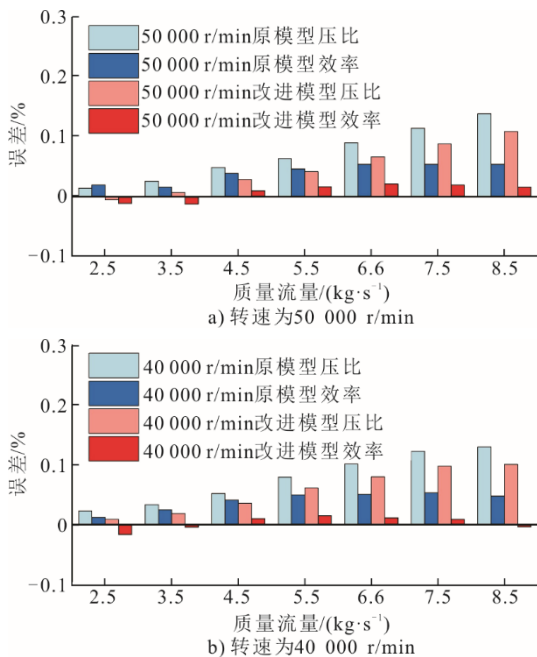 0.3
50 000 r/min原模型压比
50 000 r/min原模型效率
0.2
50 000 r/min改进模型压比
50 000 r/min改进模型效率
误差/%
0.1
0
−0.1
2.5 3.5 4.5 5.5 6.6 7.5 8.5
质量流量/(kg·s⁻¹)
a) 转速为50 000 r/min
0.3
40 000 r/min原模型压比
40 000 r/min原模型效率
0.2
40 000 r/min改进模型压比
40 000 r/min改进模型效率
误差/%
0.1
0
−0.1
2.5 3.5 4.5 5.5 6.6 7.5 8.5
质量流量/(kg·s⁻¹)
b) 转速为40 000 r/min